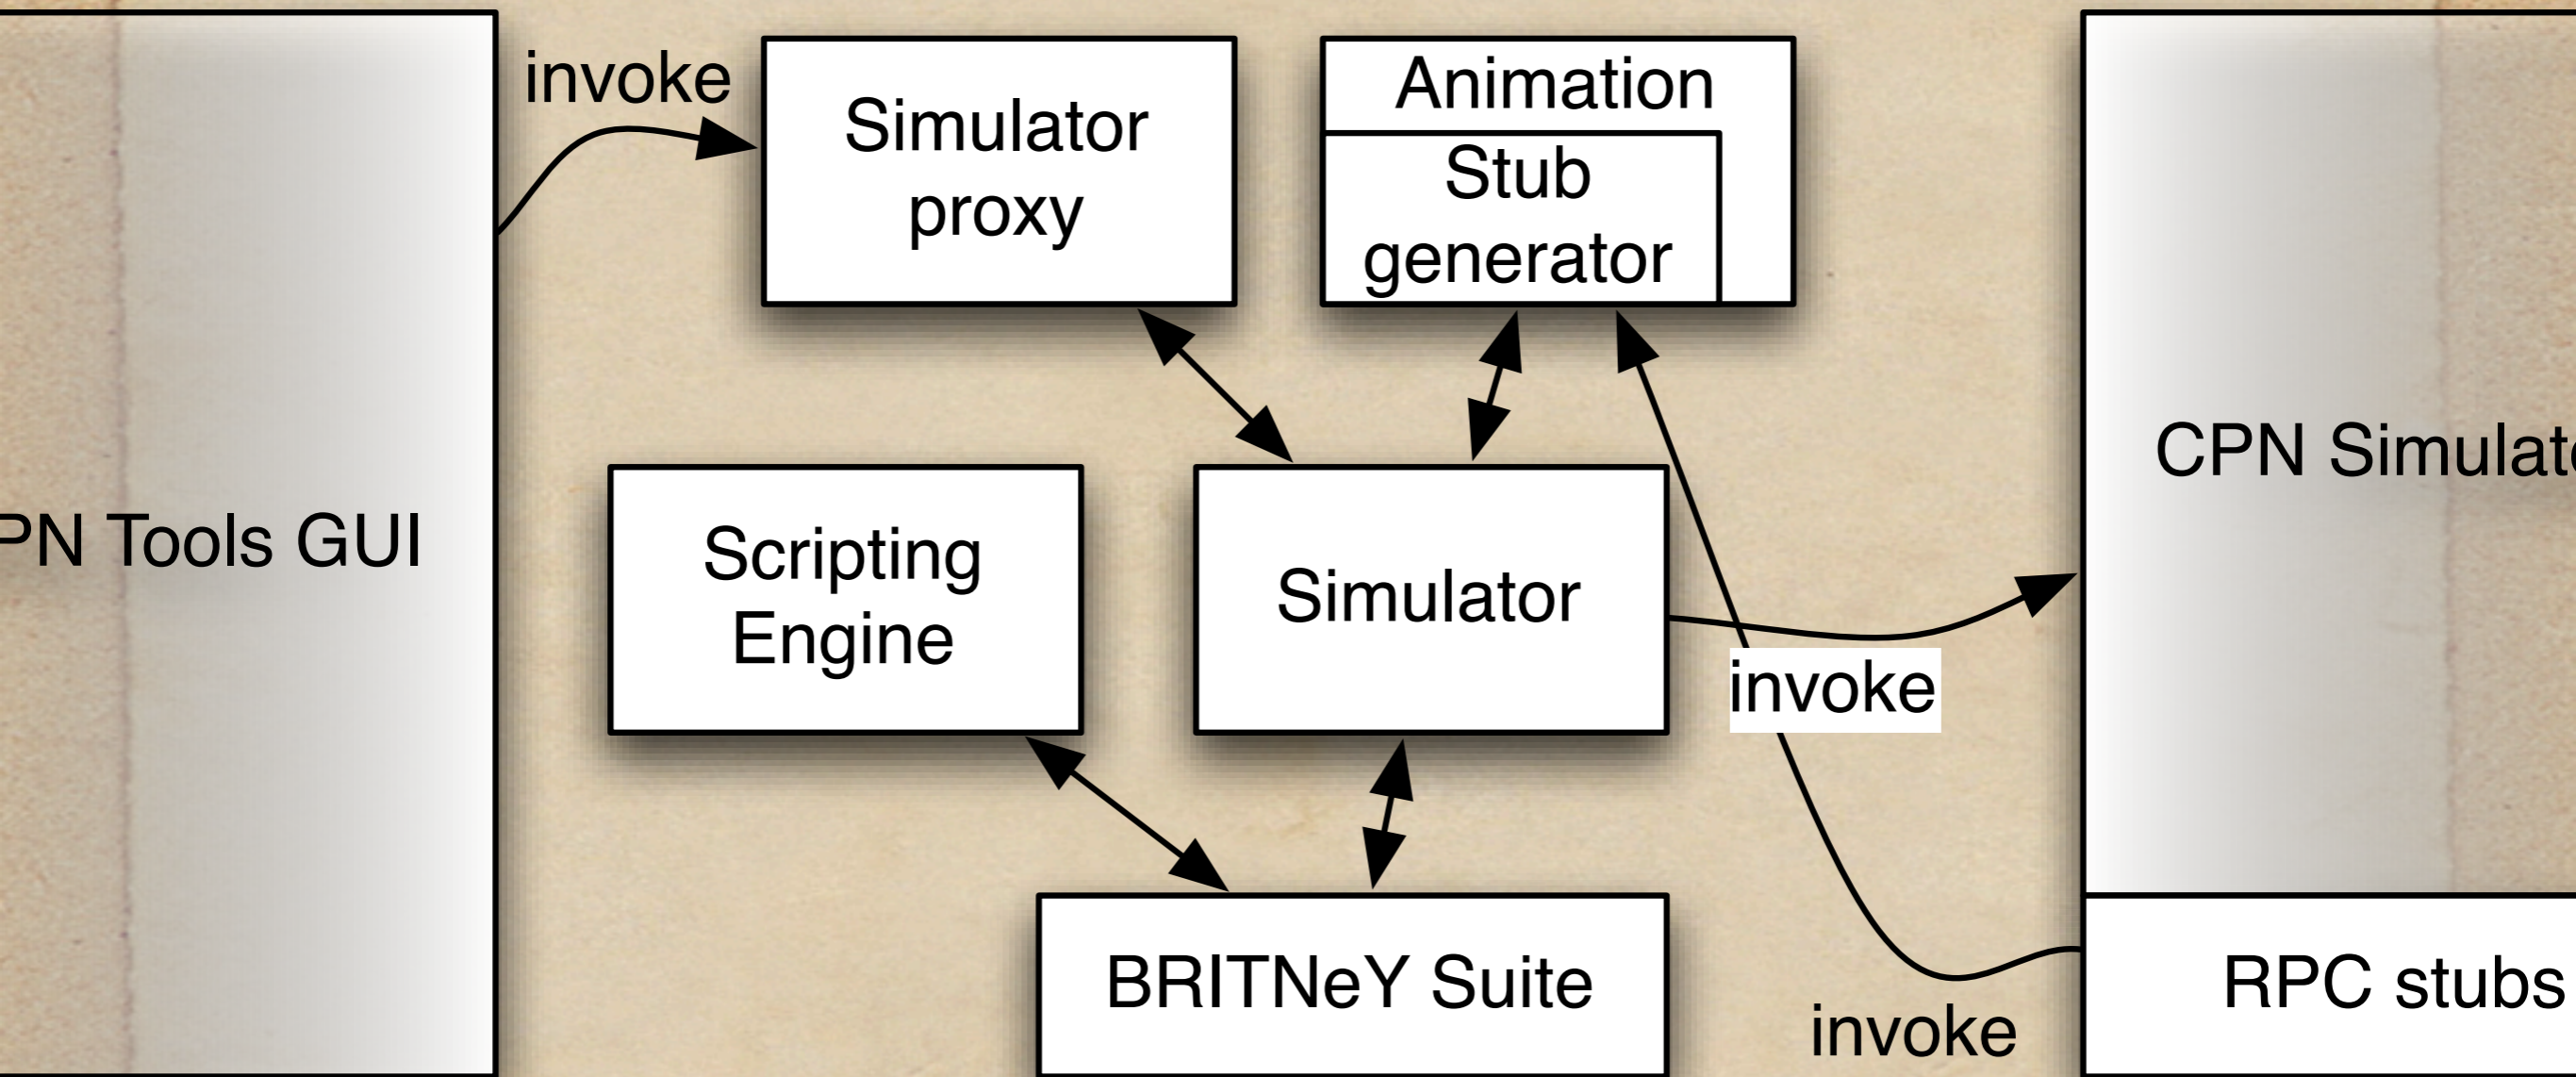 invoke
Simulator
proxy
Animation
Stub
generator
PN Tools GUI
Scripting
Engine
Simulator
CPN Simulat
invoke
BRITNeY Suite
RPC stubs
invoke